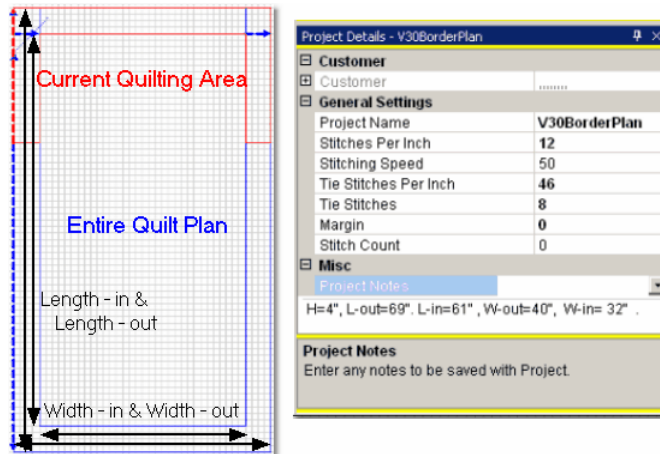 Current Quilting Area
Entire Quilt Plan
Length - in &
Length - out
Width - in & Width - out
Project Details - V30BorderPlan
Customer
Customer ........
General Settings
Project Name V30BorderPlan
Stitches Per Inch 12
Stitching Speed 50
Tie Stitches Per Inch 46
Tie Stitches 8
Margin 0
Stitch Count 0
Misc
Project Notes
H=4", L-out=69". L-in=61" , W-out=40", W-in= 32" .
Project Notes
Enter any notes to be saved with Project.